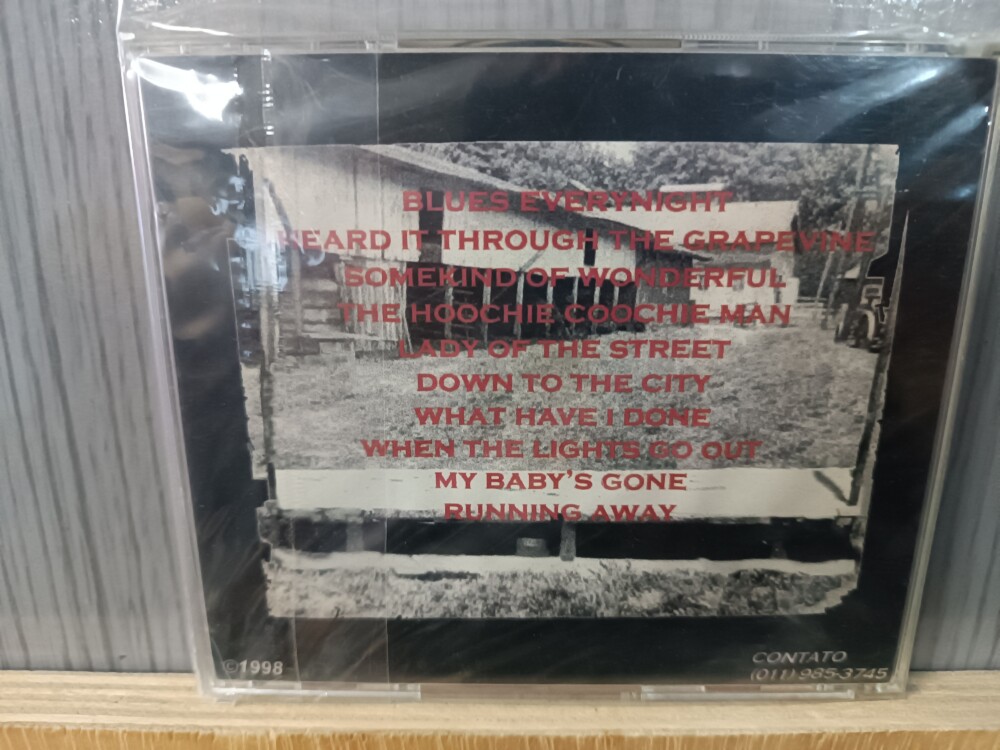 BLUES EVERYNIGHT
HEARD IT THROUGH THE GRAPEVINE
SOMEKIND OF WONDERFUL
THE HOOCHIE COOCHIE MAN
LADY OF THE STREET
DOWN TO THE CITY
WHAT HAVE I DONE
WHEN THE LIGHTS GO OUT
MY BABY'S GONE
RUNNING AWAY
©1998
CONTATO
(011) 985-3745